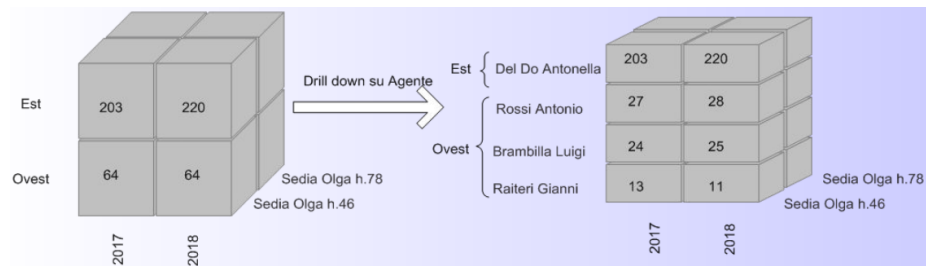 Est
Ovest
203
220
64
64
Sedia Olga h.78
Sedia Olga h.46
2017
2018
Drill down su Agente
Est
Del Do Antonella
Ovest
Rossi Antonio
Brambilla Luigi
Raiteri Gianni
203
220
27
28
24
25
13
11
Sedia Olga h.78
Sedia Olga h.46
2017
2018